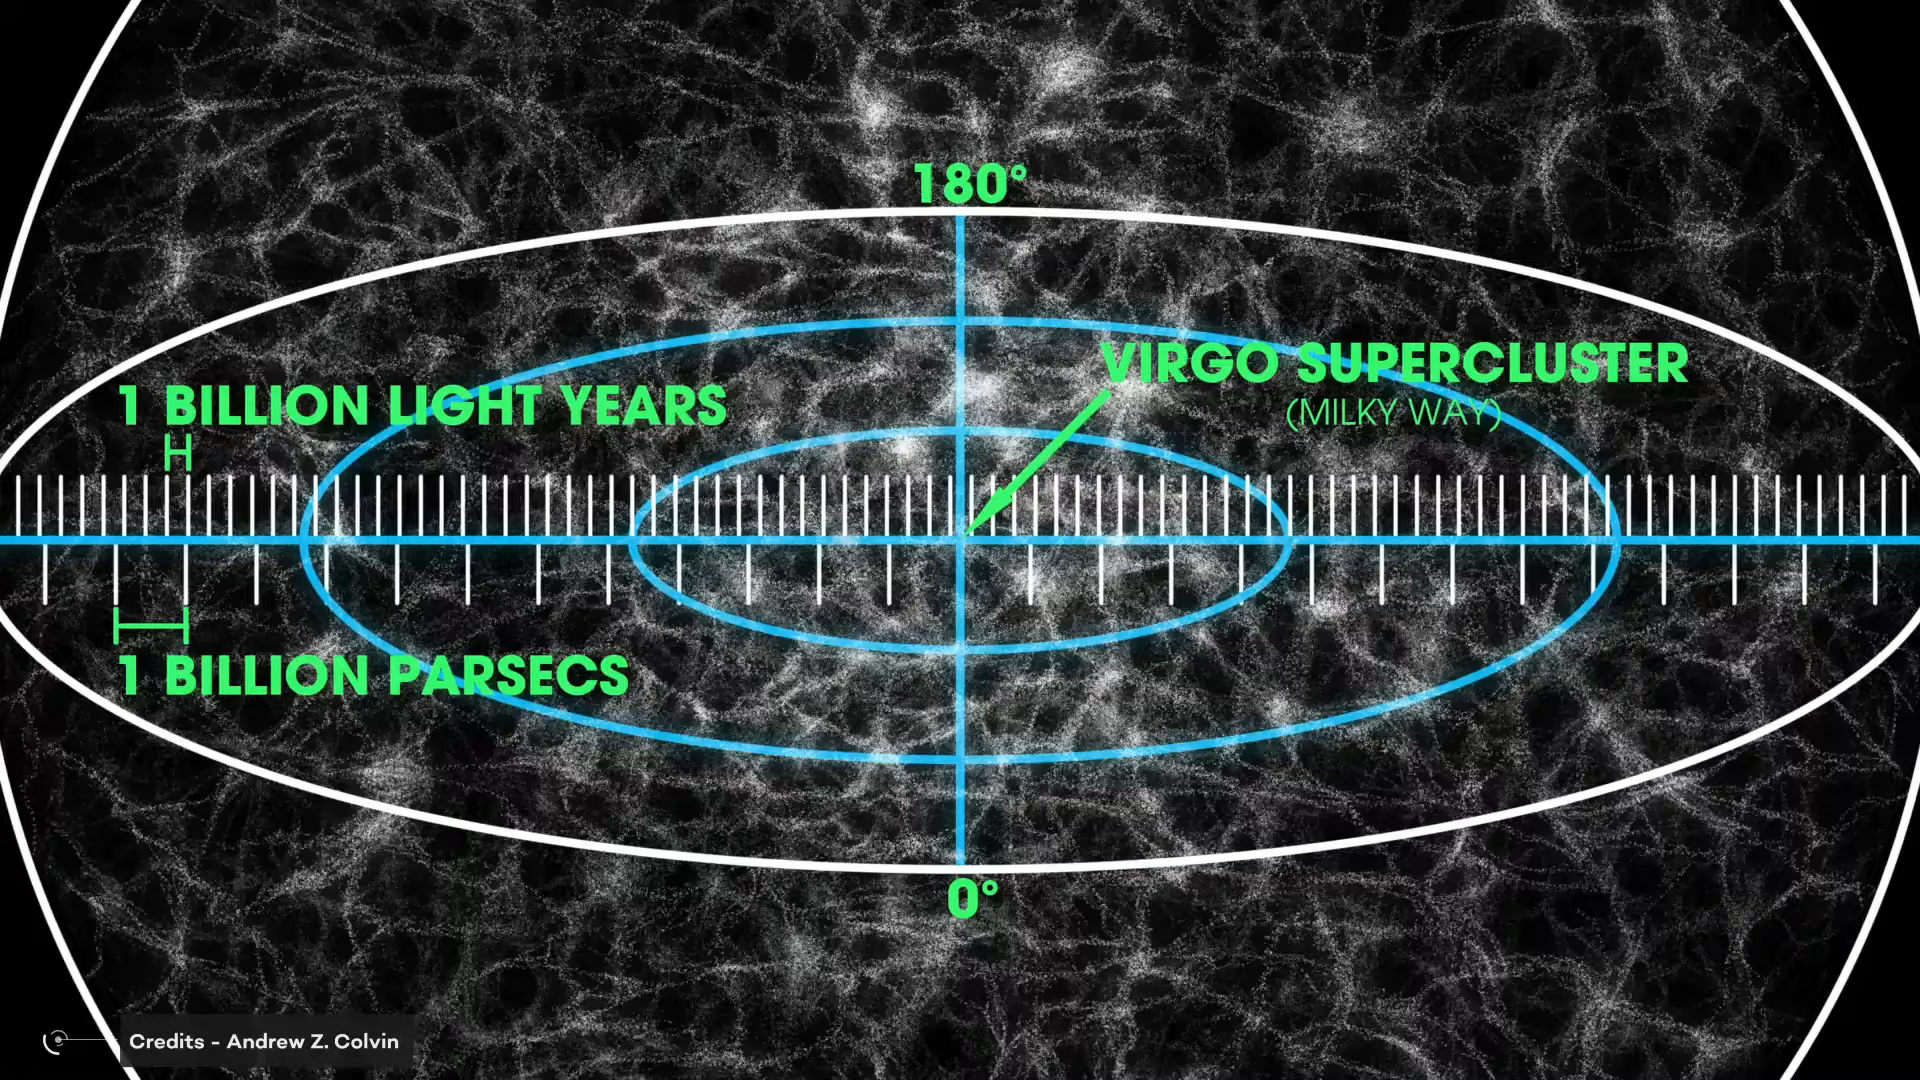 180°
VIRGO SUPERCLUSTER
(MILKY WAY)
1 BILLION LIGHT YEARS
1 BILLION PARSECS
0°
Credits - Andrew Z. Colvin